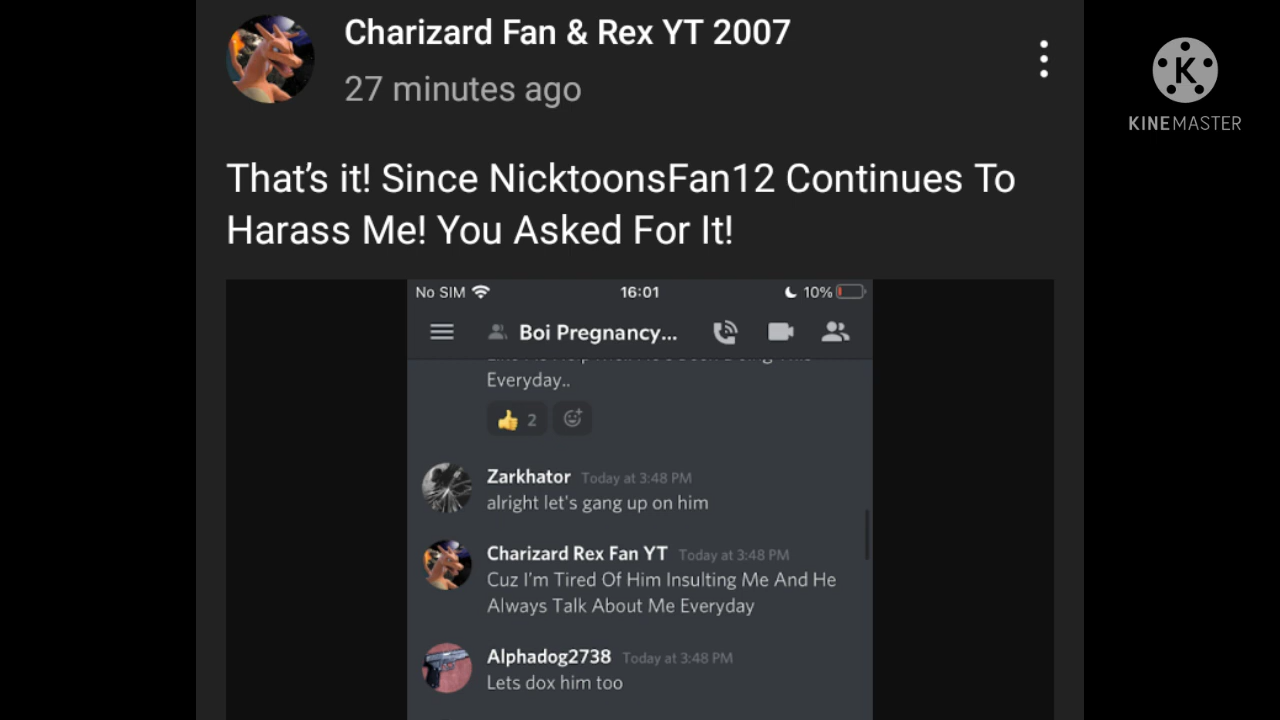 Charizard Fan & Rex YT 2007
27 minutes ago
K
KINEMASTER
That's it! Since NicktoonsFan12 Continues To
Harass Me! You Asked For It!
No SIM 16:01 10%
Boi Pregnancy...
Everyday..
👍 2
Zarkhator Today at 3:48 PM
alright let's gang up on him
Charizard Rex Fan YT Today at 3:48 PM
Cuz I'm Tired Of Him Insulting Me And He
Always Talk About Me Everyday
Alphadog2738 Today at 3:48 PM
Lets dox him too